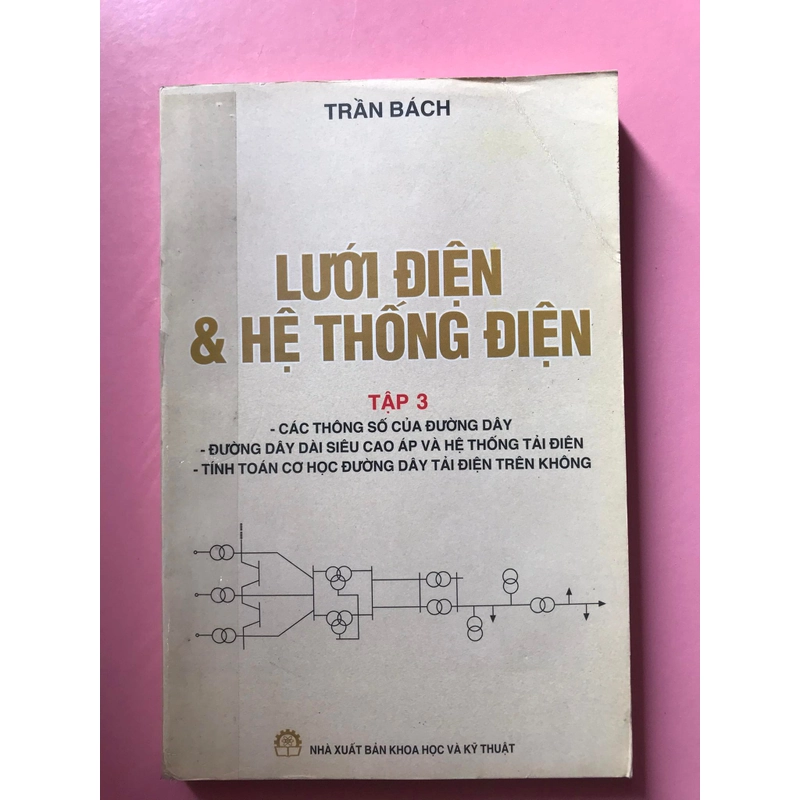 TRẦN BÁCH
LƯỚI ĐIỆN
& HỆ THỐNG ĐIỆN
TẬP 3
- CÁC THÔNG SỐ CỦA ĐƯỜNG DÂY
- ĐƯỜNG DÂY DÀI SIÊU CAO ÁP VÀ HỆ THỐNG TẢI ĐIỆN
- TÍNH TOÁN CƠ HỌC ĐƯỜNG DÂY TẢI ĐIỆN TRÊN KHÔNG
NHÀ XUẤT BẢN KHOA HỌC VÀ KỸ THUẬT